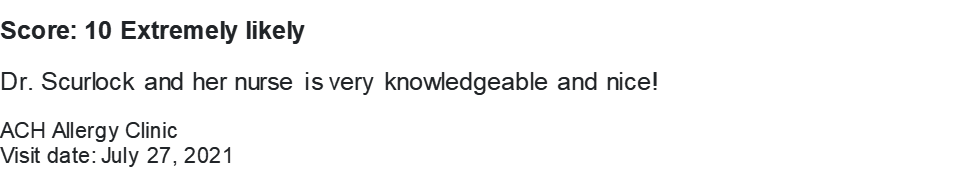 Score: 10 Extremely likely
Dr. Scurlock and her nurse is very knowledgeable and nice!
ACH Allergy Clinic
Visit date: July 27, 2021